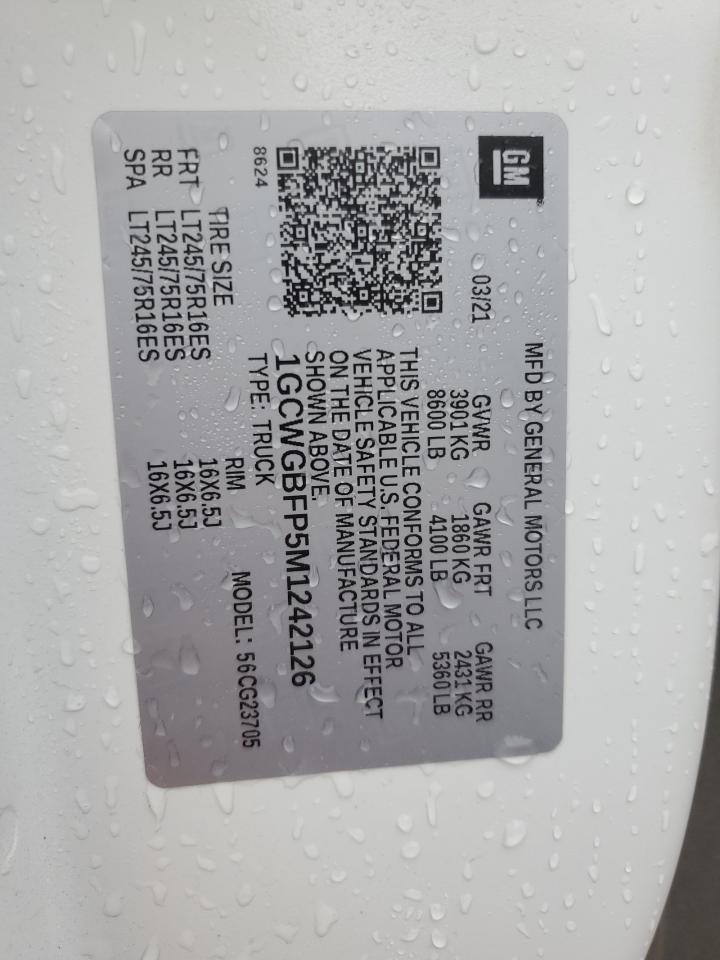 GM
MFD BY GENERAL MOTORS LLC
03/21
GVWR GAWR FRT GAWR RR
3901 KG 1860 KG 2431 KG
8600 LB 4100 LB 5360 LB
THIS VEHICLE CONFORMS TO ALL
APPLICABLE U.S. FEDERAL MOTOR
VEHICLE SAFETY STANDARDS IN EFFECT
ON THE DATE OF MANUFACTURE
SHOWN ABOVE.
1GCWGBFP5M1242126
8624
TYPE: TRUCK MODEL: 56CG23705
TIRE SIZE RIM
FRT LT245/75R16ES 16X6.5J
RR LT245/75R16ES 16X6.5J
SPA LT245/75R16ES 16X6.5J